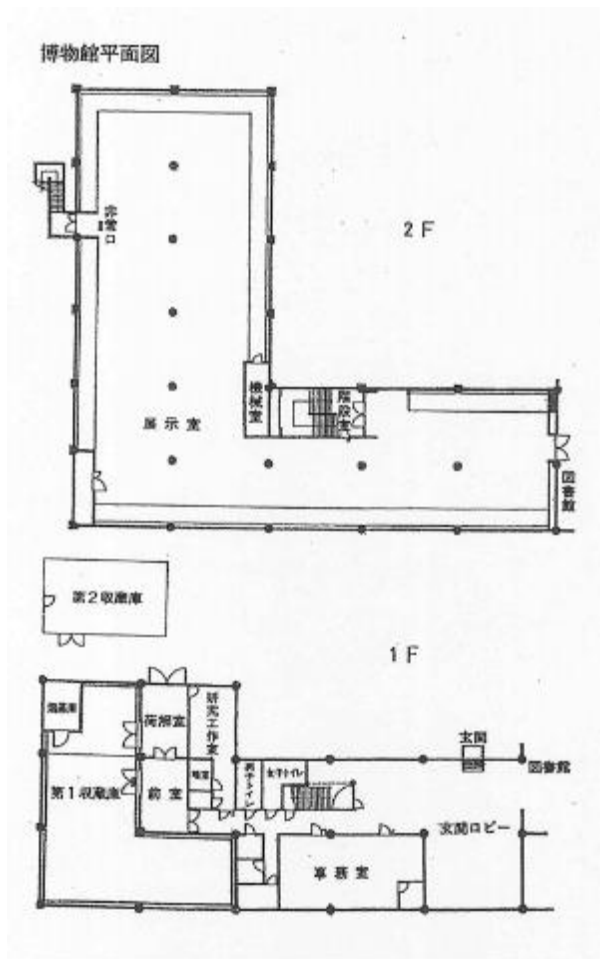 博物館平面図
2F
非常口
機械室
階段室
展示室
図書館
第2収蔵庫
1F
燻蒸庫
荷解室
研究工作室
玄関
図書館
第1収蔵庫
前室
暗室
男子トイレ
女子トイレ
玄関ロビー
事務室